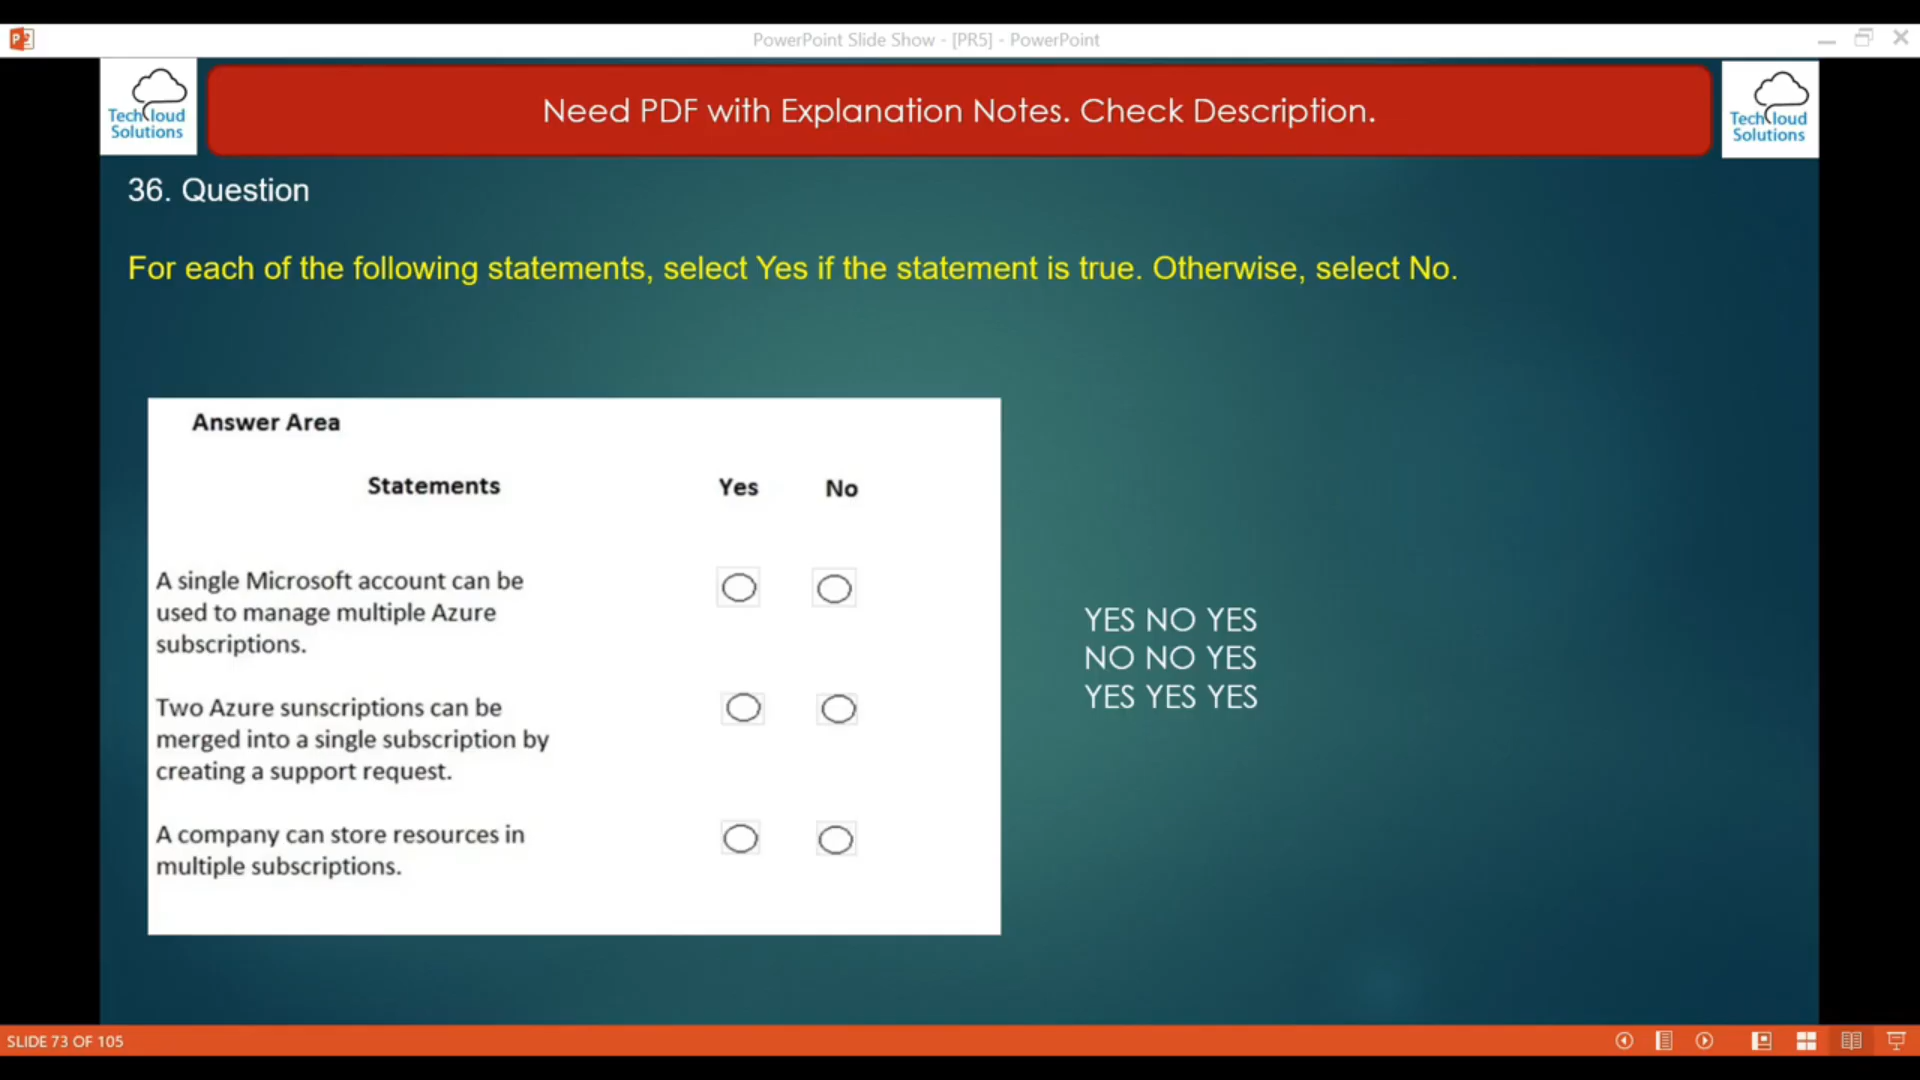 PowerPoint Slide Show - [PR5] - PowerPoint
Tech loud
Solutions
Need PDF with Explanation Notes. Check Description.
Tech loud
Solutions
36. Question
For each of the following statements, select Yes if the statement is true. Otherwise, select No.
Answer Area
Statements Yes No
A single Microsoft account can be
used to manage multiple Azure
subscriptions.
Two Azure sunscriptions can be
merged into a single subscription by
creating a support request.
A company can store resources in
multiple subscriptions.
YES NO YES
NO NO YES
YES YES YES
SLIDE 73 OF 105